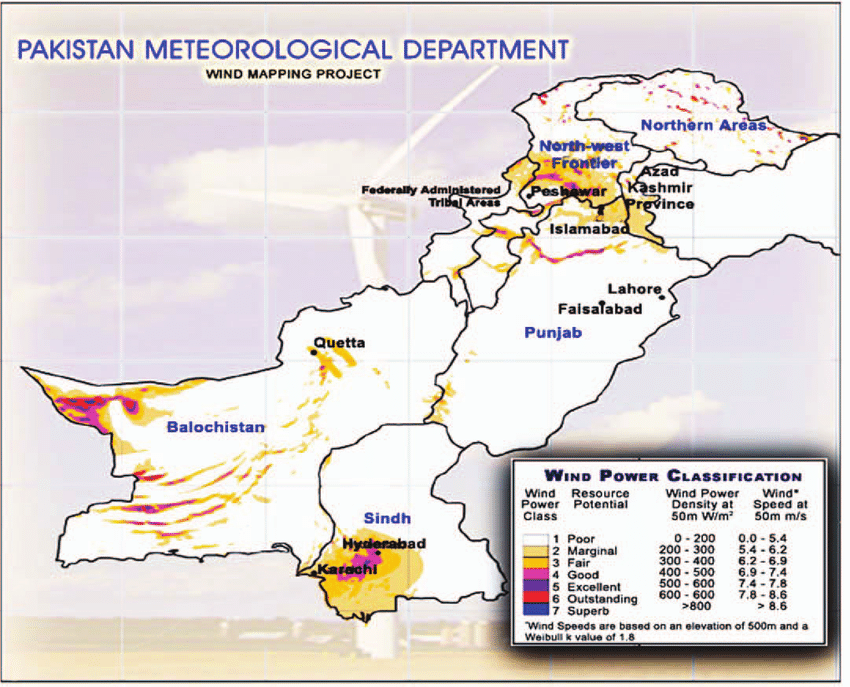 PAKISTAN METEOROLOGICAL DEPARTMENT
WIND MAPPING PROJECT
Northern Areas
North-west
Frontier
Azad
Kashmir
Province
Federally Administered
Tribal Areas
Peshawar
Islamabad
Lahore
Faisalabad
Punjab
Quetta
Balochistan
Sindh
Hyderabad
Karachi
WIND POWER CLASSIFICATION
Wind Power Class Resource Potential Wind Power Density at 50m W/m² Wind* Speed at 50m m/s
1 Poor 0 - 200 0.0 - 5.4
2 Marginal 200 - 300 5.4 - 6.2
3 Fair 300 - 400 6.2 - 6.9
4 Good 400 - 500 6.9 - 7.4
5 Excellent 500 - 600 7.4 - 7.8
6 Outstanding 600 - 600 7.8 - 8.6
7 Superb >800 > 8.6
*Wind Speeds are based on an elevation of 500m and a
Weibull k value of 1.8